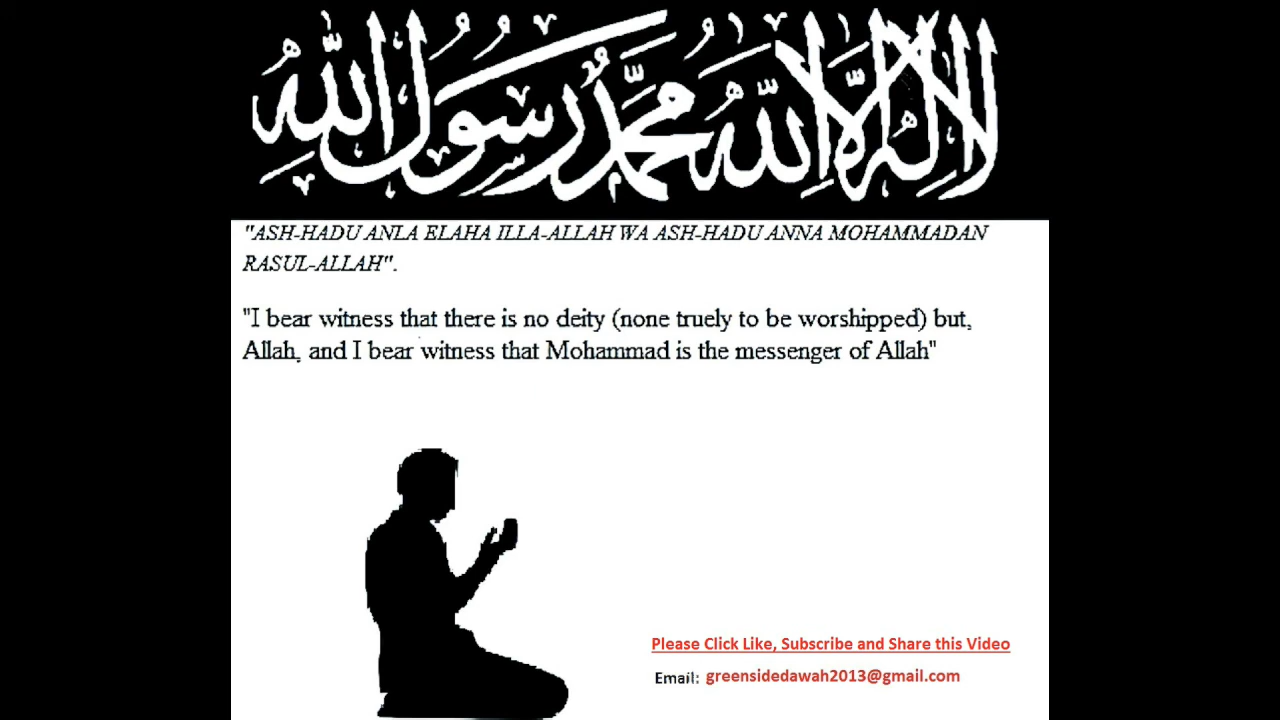 لا إله إلا الله محمد رسول الله
"ASH-HADU ANLA ELAHA ILLA-ALLAH WA ASH-HADU ANNA MOHAMMADAN
RASUL-ALLAH".
"I bear witness that there is no deity (none truely to be worshipped) but,
Allah, and I bear witness that Mohammad is the messenger of Allah"
Please Click Like, Subscribe and Share this Video
Email: greensidedawah2013@gmail.com